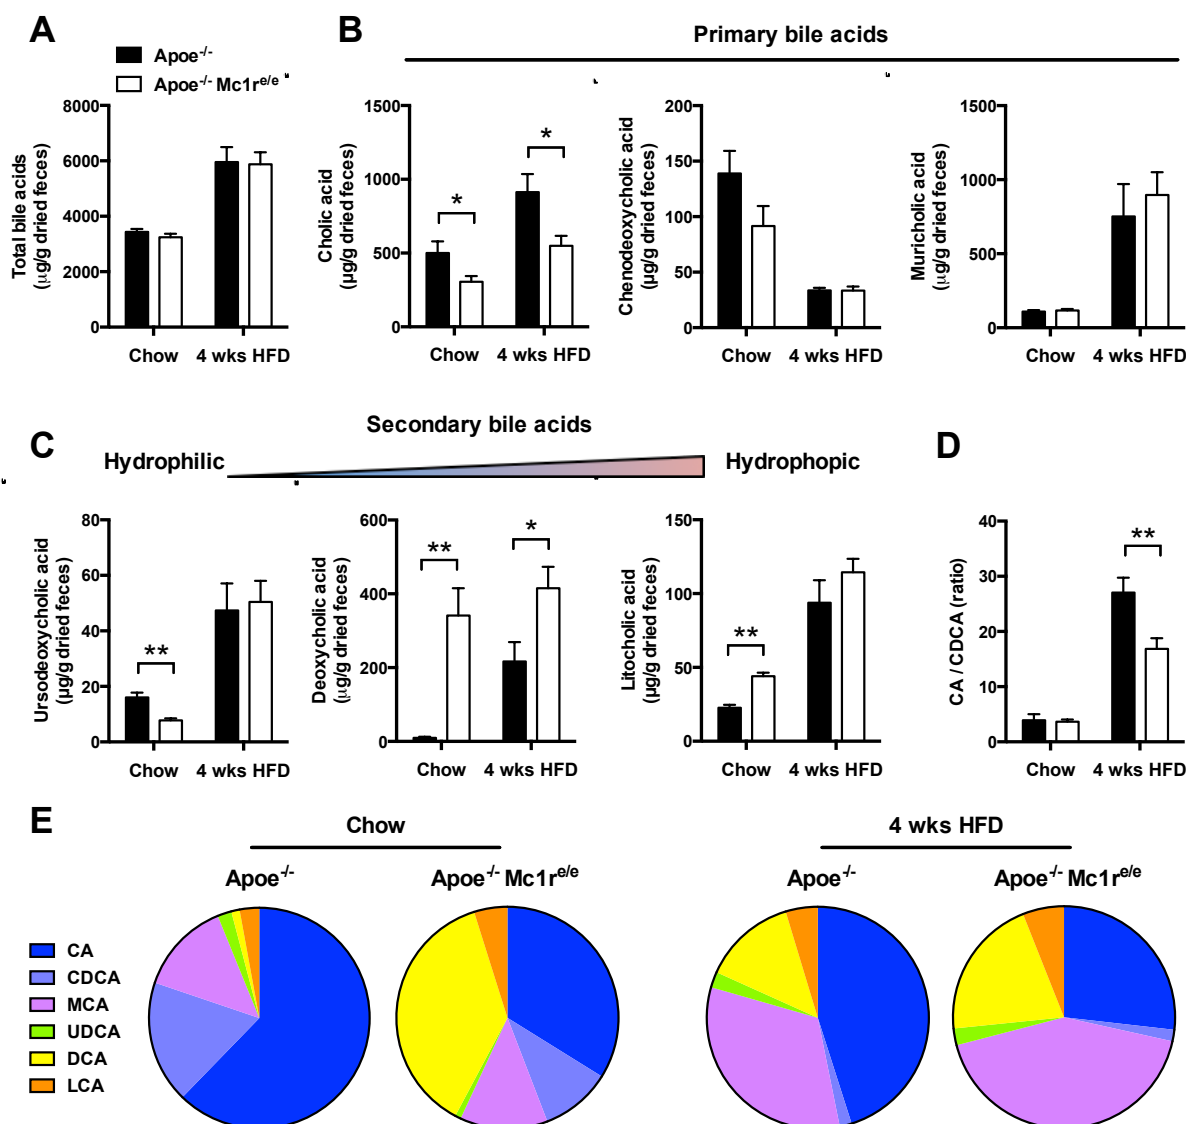 A
B
Primary bile acids
Apoe-/-
Apoe-/- Mc1re/e
Total bile acids
(µg/g dried feces)
8000
6000
4000
2000
0
Chow 4 wks HFD
Cholic acid
(µg/g dried feces)
1500
1000
500
0
*
*
Chow 4 wks HFD
Chenodeoxycholic acid
(µg/g dried feces)
200
150
100
50
0
Chow 4 wks HFD
Muricholic acid
(µg/g dried feces)
1500
1000
500
0
Chow 4 wks HFD
C
Secondary bile acids
Hydrophilic
Hydrophopic
D
Ursodeoxycholic acid
(µg/g dried feces)
80
60
40
20
0
**
Chow 4 wks HFD
Deoxycholic acid
(µg/g dried feces)
600
400
200
0
**
*
Chow 4 wks HFD
Litocholic acid
(µg/g dried feces)
150
100
50
0
**
Chow 4 wks HFD
CA / CDCA (ratio)
40
30
20
10
0
**
Chow 4 wks HFD
E
Chow
4 wks HFD
Apoe-/-
Apoe-/- Mc1re/e
Apoe-/-
Apoe-/- Mc1re/e
CA
CDCA
MCA
UDCA
DCA
LCA